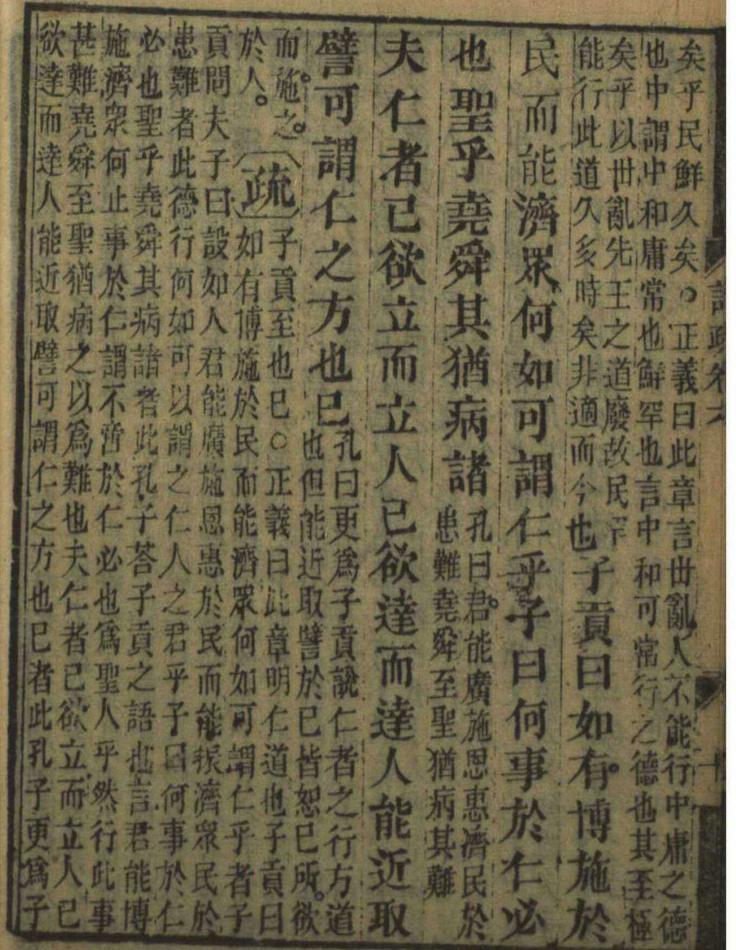 矣乎民鮮久矣。○正義曰此章言世亂人不能行中庸之德
也中謂中和庸常也鮮罕也言中和可常行之德也其至極
矣乎以世亂先王之道廢故民罕
能行此道久多時矣非適而今也
子貢曰如有博施於
民而能濟眾何如可謂仁乎子曰何事於仁必
也聖乎堯舜其猶病諸
孔曰君能廣施恩惠濟民於
患難堯舜至聖猶病其難
夫仁者己欲立而立人己欲達而達人能近取
譬可謂仁之方也已
孔曰更為子貢說仁者之行方道
也但能近取譬於己皆恕己所欲
而施之
於人。
疏
子貢至也已○正義曰此章明仁道也子貢曰
如有博施於民而能濟眾何如可謂仁乎者子
貢問夫子曰設如人君能廣施恩惠於民而能振濟眾民於
患難者此德行何如可以謂之仁人之君乎子曰何事於仁
必也聖乎堯舜其病諸者此孔子荅子貢之語也言君能博
施濟眾何止事於仁謂不啻於仁必也為聖人乎然行此事
甚難堯舜至聖猶病之以為難也夫仁者己欲立而立人己
欲達而達人能近取譬可謂仁之方也已者此孔子更為子